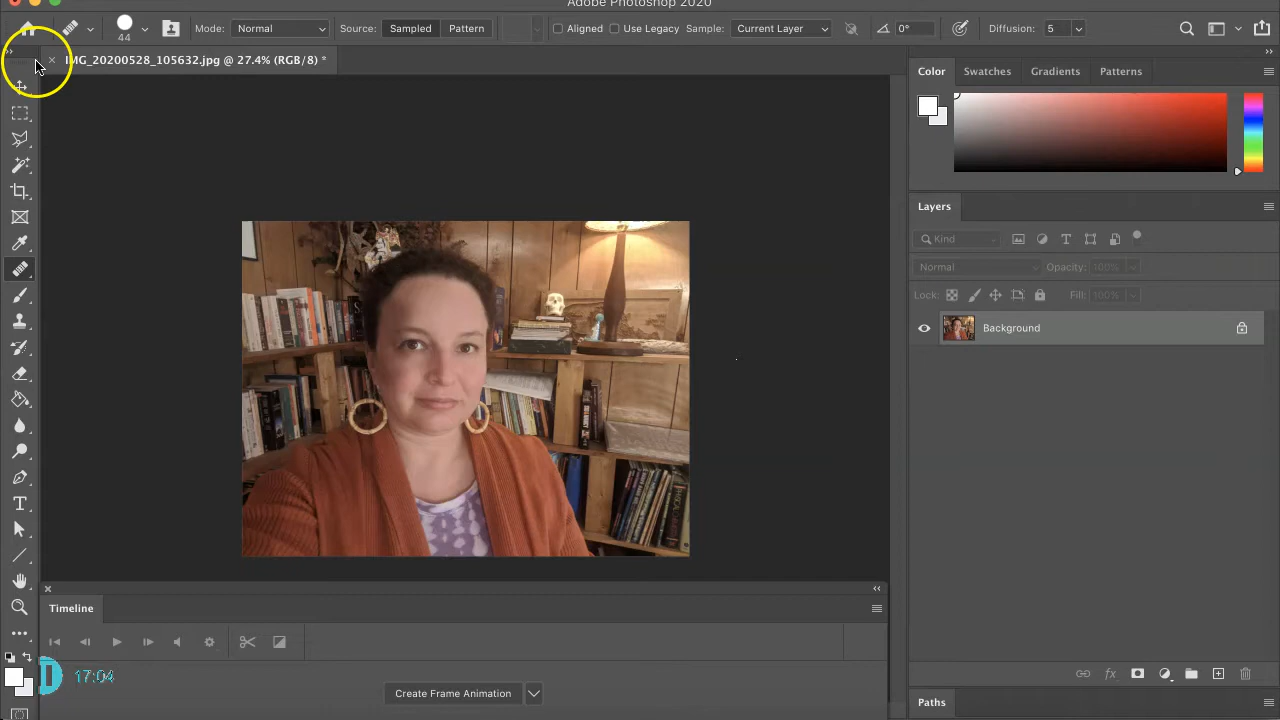 Adobe Photoshop 2020
44 Mode: Normal Source: Sampled Pattern Aligned Use Legacy Sample: Current Layer 0° Diffusion: 5
IMG_20200528_105632.jpg @ 27.4% (RGB/8) *
Color Swatches Gradients Patterns
Layers
Kind
Normal Opacity: 100%
Lock: Fill: 100%
Background
Timeline
17:04
Create Frame Animation
Paths